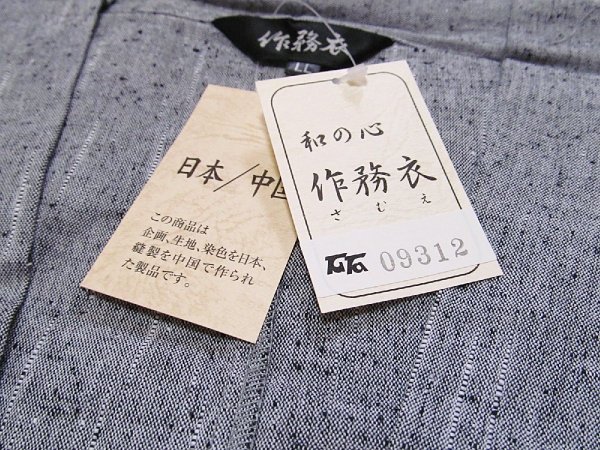 作務衣
LL
日本/中国
この商品は
企画、生地、染色を日本、
縫製を中国で作られ
た製品です。
和の心
作務衣
さむえ
09312